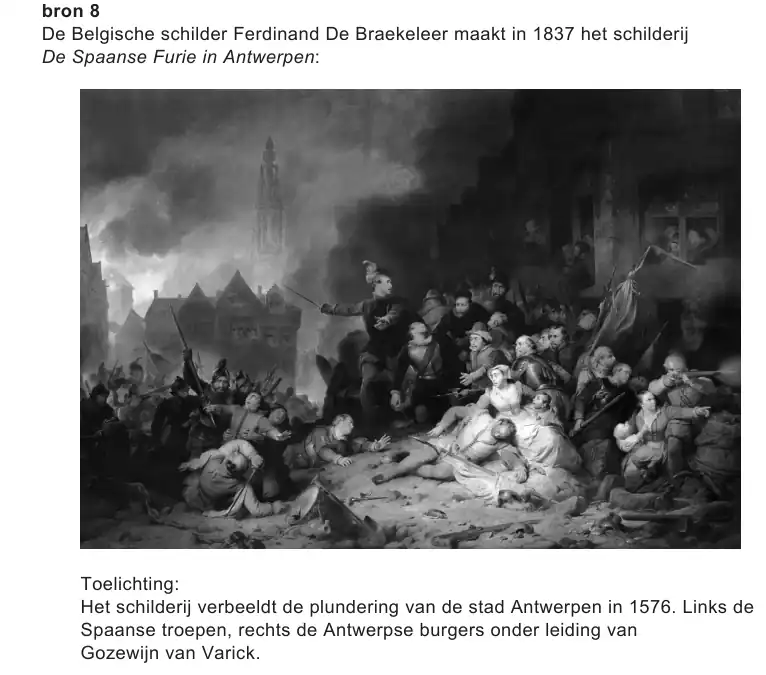 bron 8
De Belgische schilder Ferdinand De Braekeleer maakt in 1837 het schilderij
De Spaanse Furie in Antwerpen:
Toelichting:
Het schilderij verbeeldt de plundering van de stad Antwerpen in 1576. Links de
Spaanse troepen, rechts de Antwerpse burgers onder leiding van
Gozewijn van Varick.